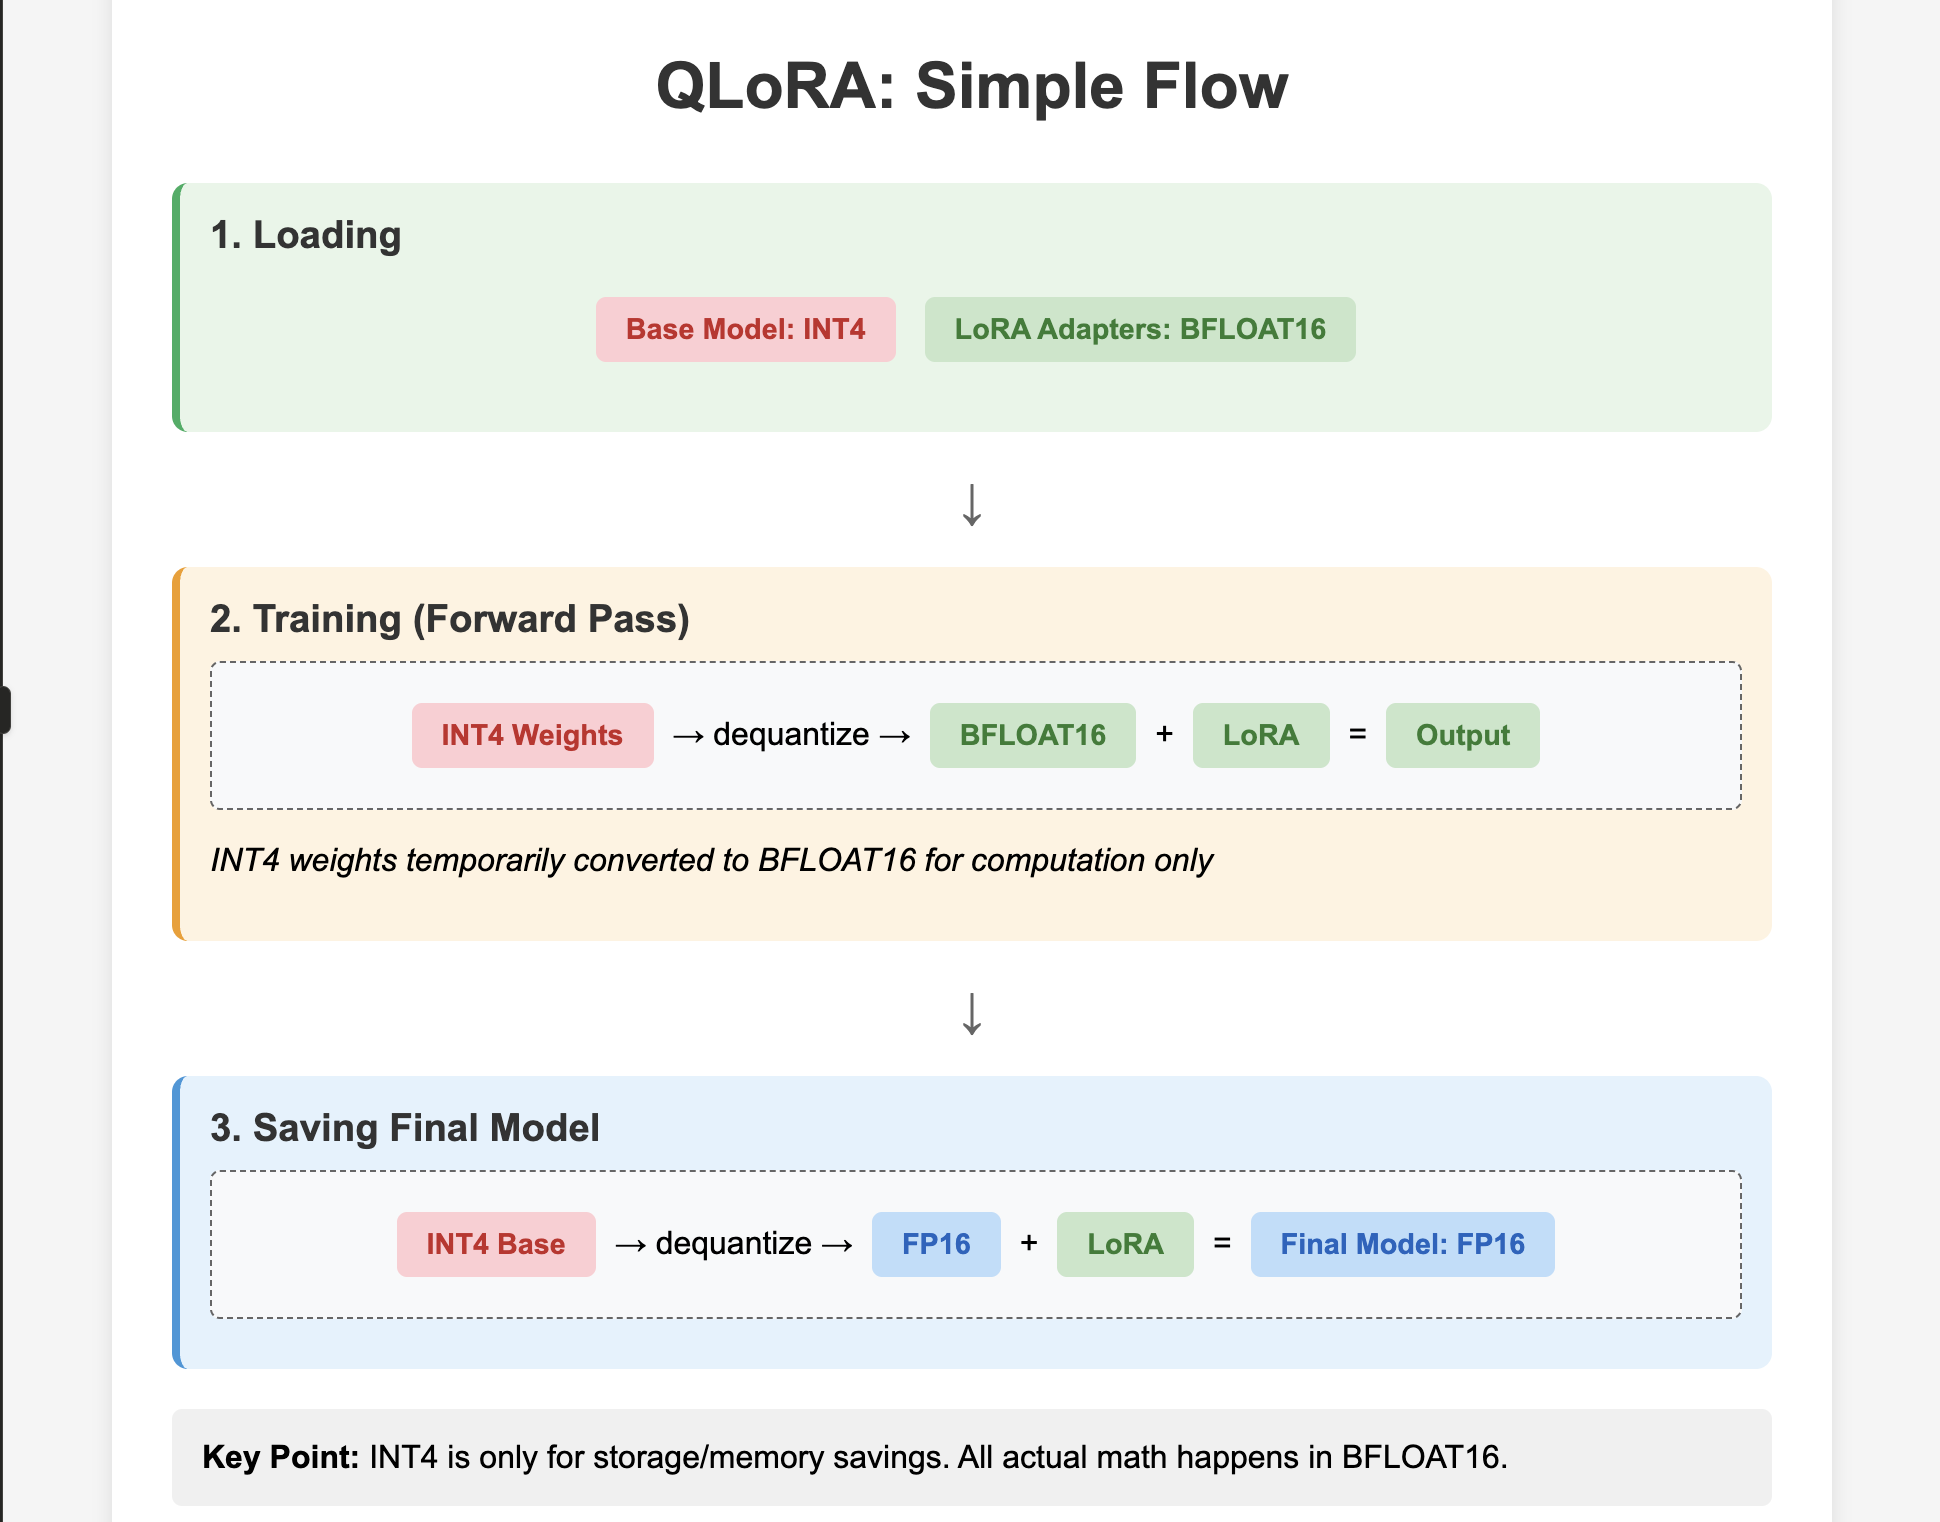 QLoRA: Simple Flow
1. Loading
Base Model: INT4 LoRA Adapters: BFLOAT16
↓
2. Training (Forward Pass)
INT4 Weights → dequantize → BFLOAT16 + LoRA = Output
INT4 weights temporarily converted to BFLOAT16 for computation only
↓
3. Saving Final Model
INT4 Base → dequantize → FP16 + LoRA = Final Model: FP16
Key Point: INT4 is only for storage/memory savings. All actual math happens in BFLOAT16.